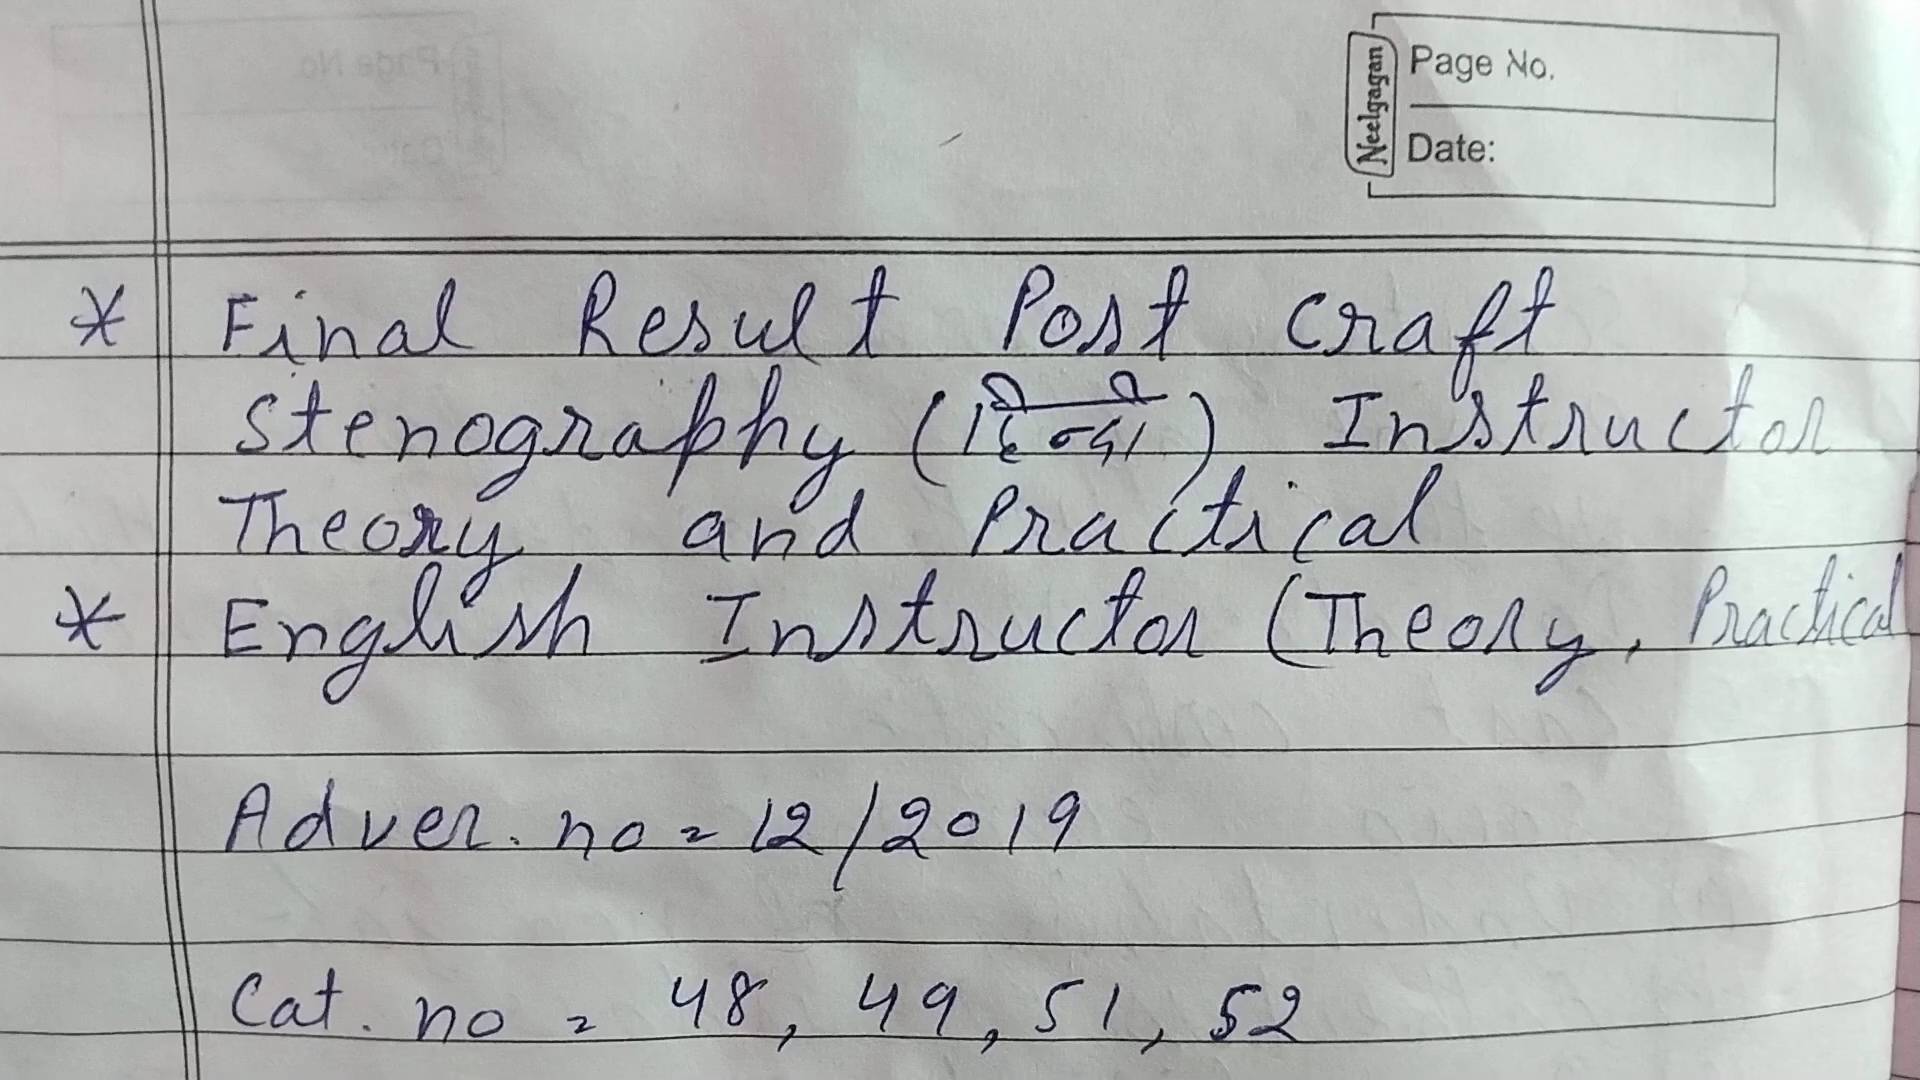 Neelgagan
Page No.
Date:
* Final Result Post Craft
Stenography (हिन्दी) Instructor
Theory and Practical
* English Instructor (Theory, Practical
Adver. no = 12/2019
Cat. no = 48, 49, 51, 52